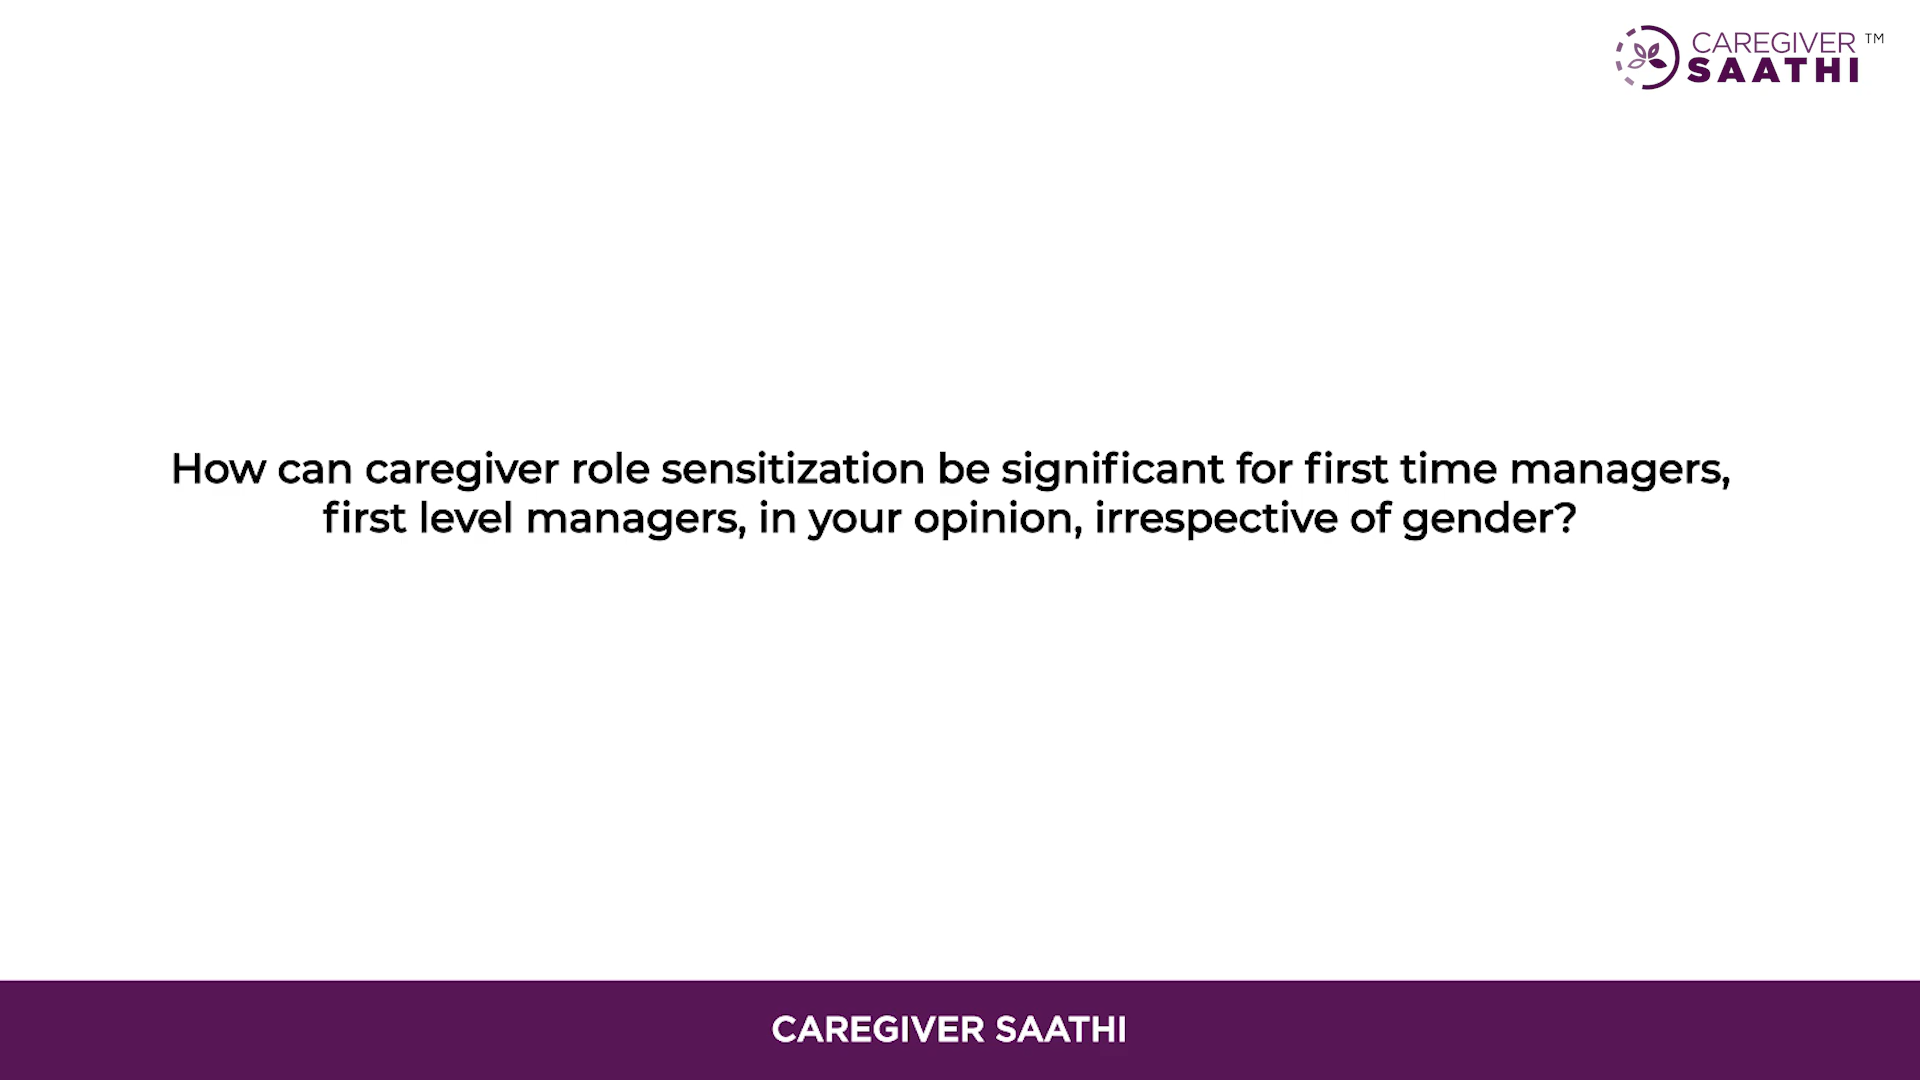 CAREGIVER TM
SAATHI
How can caregiver role sensitization be significant for first time managers,
first level managers, in your opinion, irrespective of gender?
CAREGIVER SAATHI